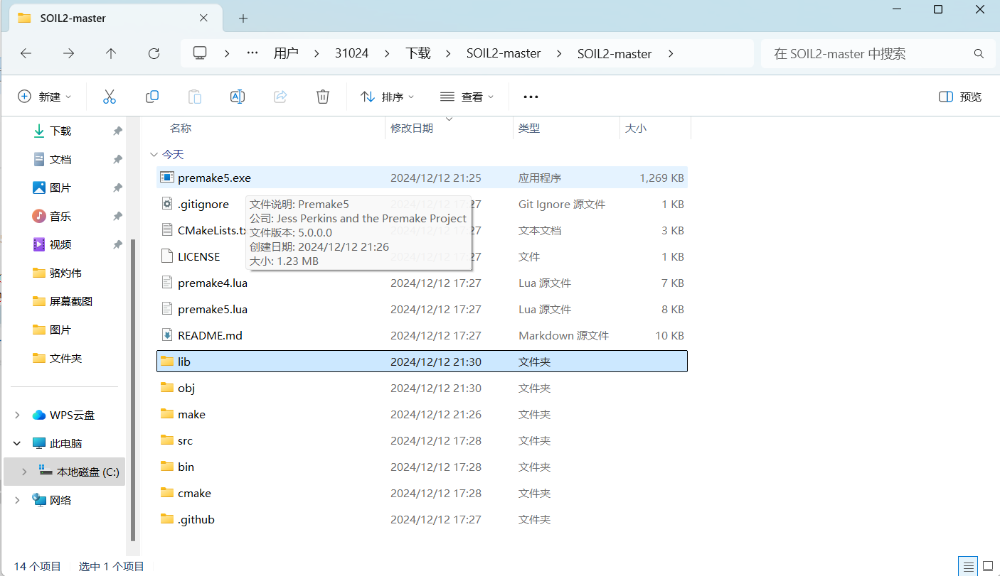 SOIL2-master
用户 31024 下载 SOIL2-master SOIL2-master
在 SOIL2-master 中搜索
新建 排序 查看 预览
名称 修改日期 类型 大小
下载
文档
图片
音乐
视频
骆灼伟
屏幕截图
图片
文件夹
WPS云盘
此电脑
本地磁盘 (C:)
网络
今天
premake5.exe 2024/12/12 21:25 应用程序 1,269 KB
.gitignore 27 Git Ignore 源文件 1 KB
CMakeLists.tx 27 文本文档 3 KB
LICENSE 27 文件 1 KB
文件说明: Premake5
公司: Jess Perkins and the Premake Project
文件版本: 5.0.0.0
创建日期: 2024/12/12 21:26
大小: 1.23 MB
premake4.lua 2024/12/12 17:27 Lua 源文件 7 KB
premake5.lua 2024/12/12 17:27 Lua 源文件 8 KB
README.md 2024/12/12 17:27 Markdown 源文件 10 KB
lib 2024/12/12 21:30 文件夹
obj 2024/12/12 21:30 文件夹
make 2024/12/12 21:26 文件夹
src 2024/12/12 17:28 文件夹
bin 2024/12/12 17:28 文件夹
cmake 2024/12/12 17:28 文件夹
.github 2024/12/12 17:27 文件夹
14 个项目 选中 1 个项目